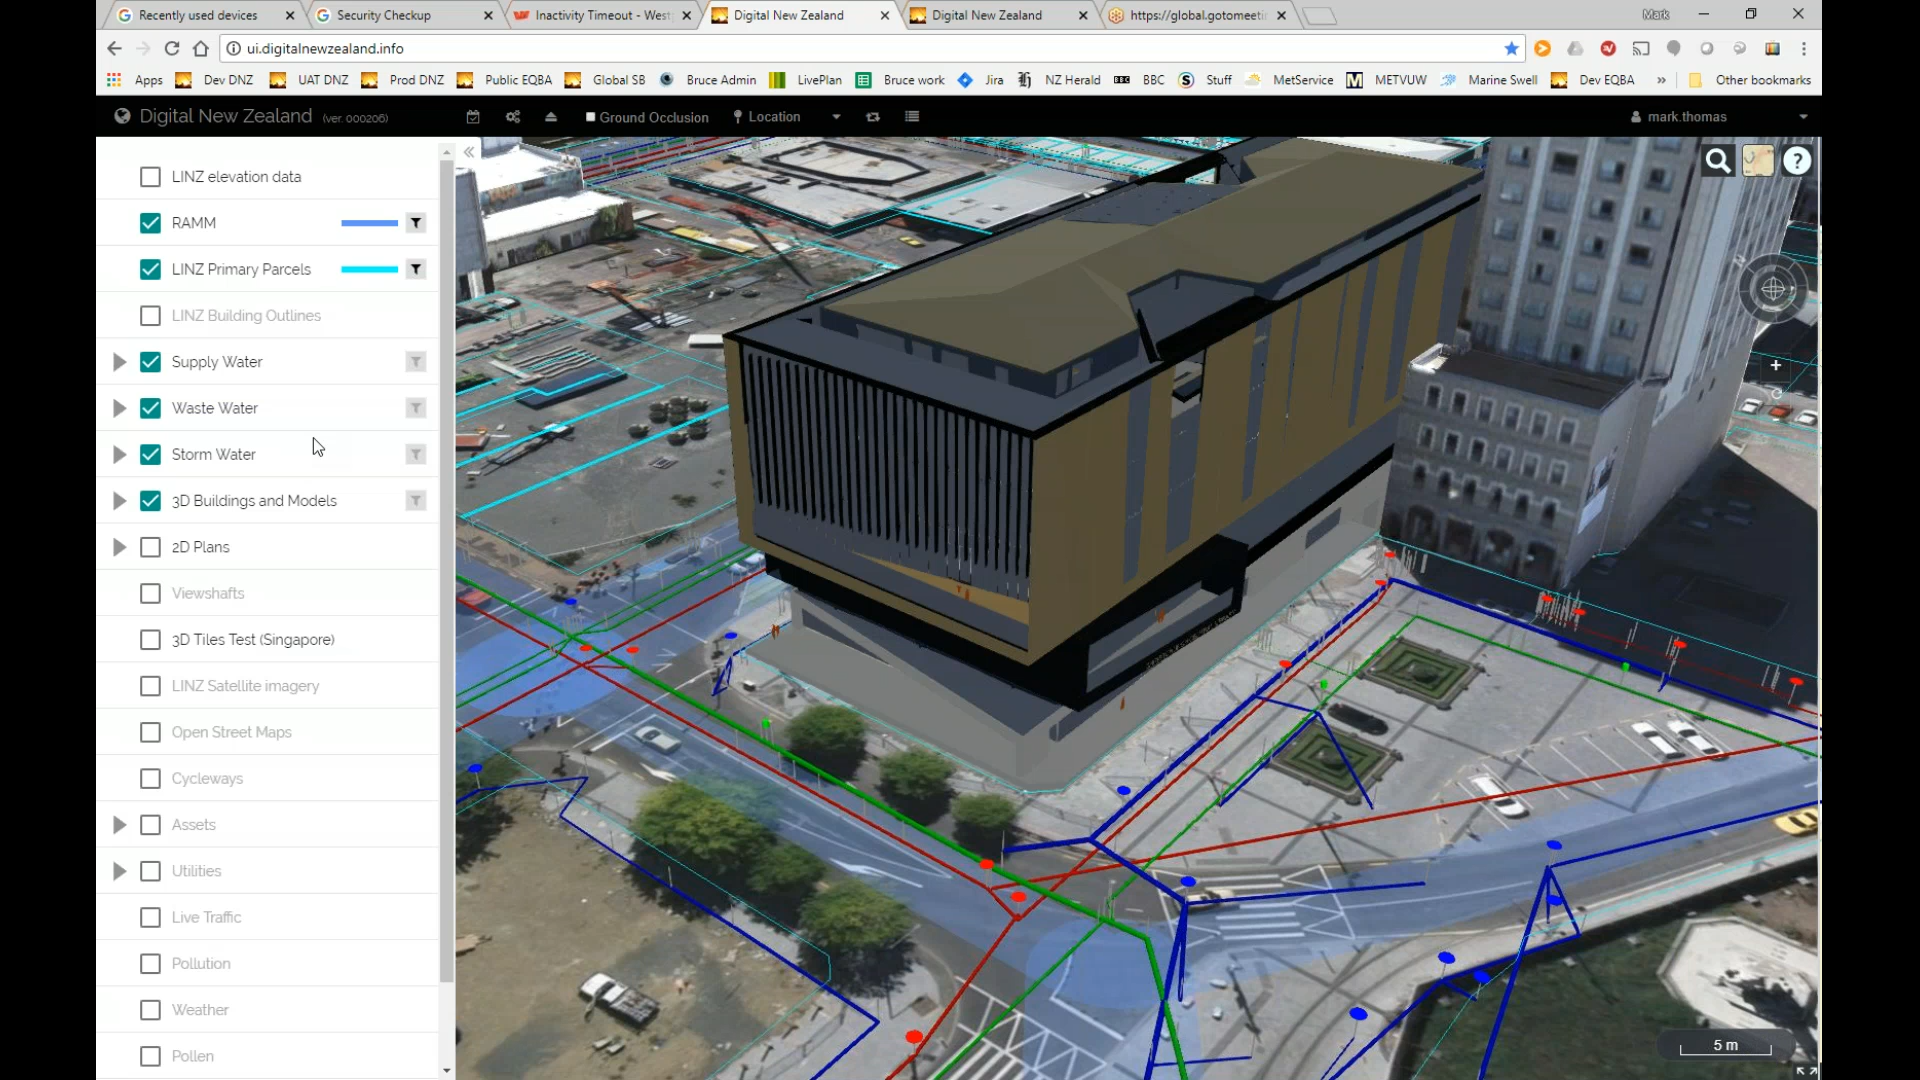 Recently used devices
Security Checkup
Inactivity Timeout - Westp
Digital New Zealand
Digital New Zealand
https://global.gotomeetin
Mark
ui.digitalnewzealand.info
Apps
Dev DNZ
UAT DNZ
Prod DNZ
Public EQBA
Global SB
Bruce Admin
LivePlan
Bruce work
Jira
NZ Herald
BBC
BBC
S
Stuff
MetService
M
METVUW
Marine Swell
Dev EQBA
»
Other bookmarks
Digital New Zealand (ver. 000206)
Ground Occlusion
Location
mark.thomas
LINZ elevation data
RAMM
LINZ Primary Parcels
LINZ Building Outlines
Supply Water
Waste Water
Storm Water
3D Buildings and Models
2D Plans
Viewshafts
3D Tiles Test (Singapore)
LINZ Satellite imagery
Open Street Maps
Cycleways
Assets
Utilities
Live Traffic
Pollution
Weather
Pollen
5 m